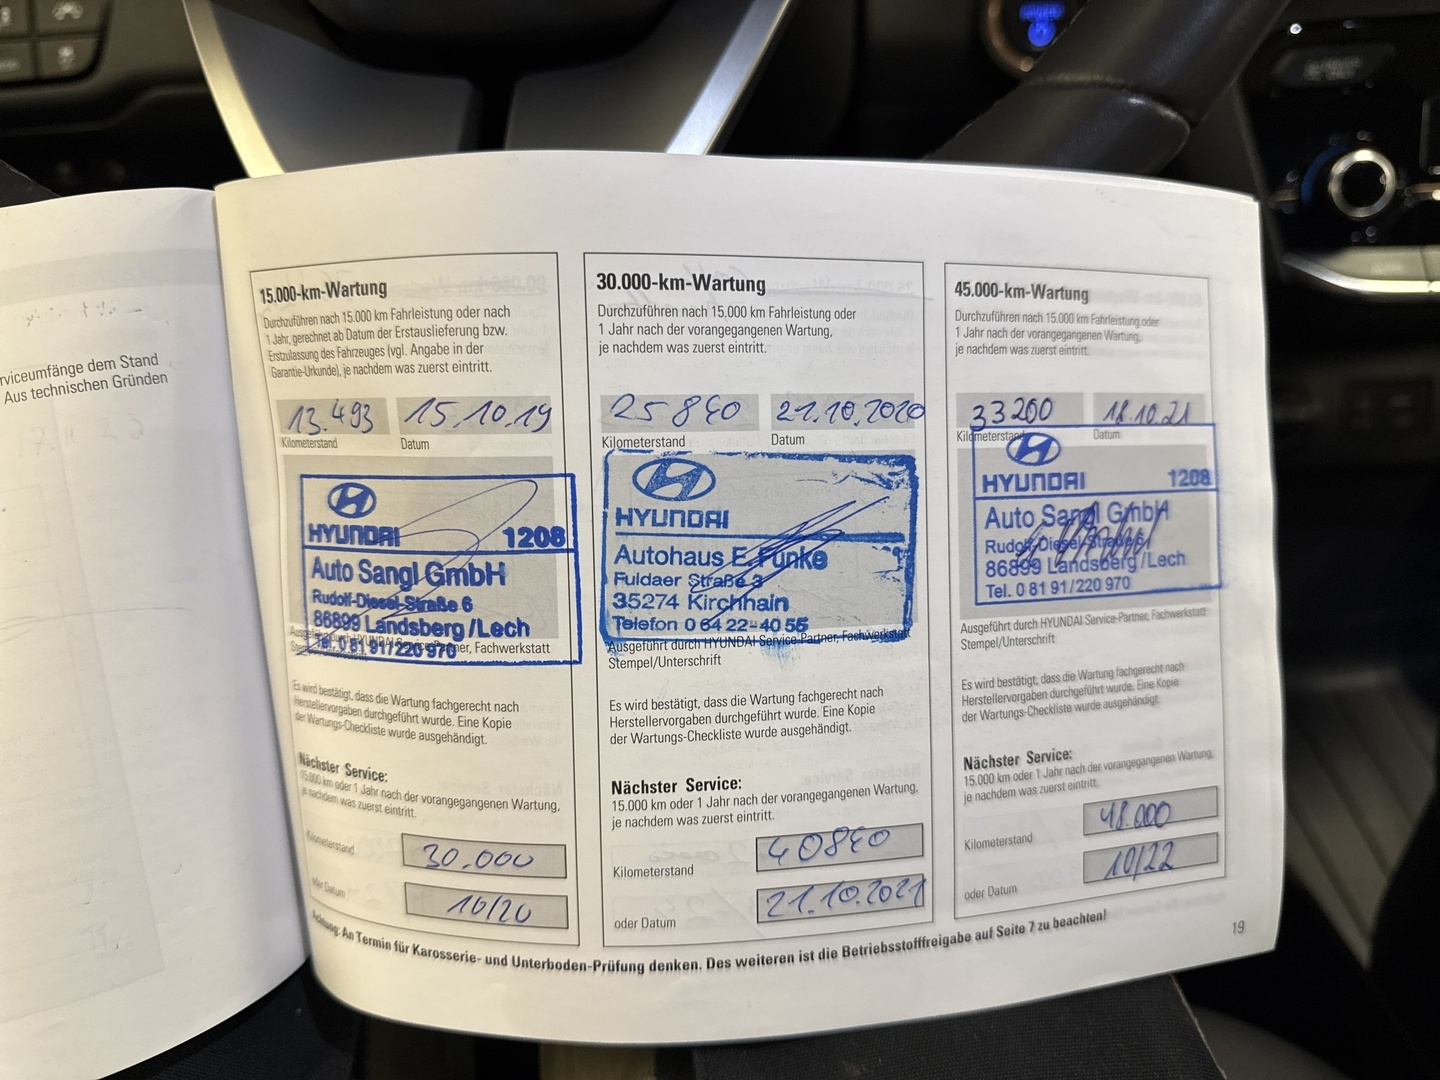 rviceumfänge dem Stand
Aus technischen Gründen
15.000-km-Wartung
Durchzuführen nach 15.000 km Fahrleistung oder nach
1 Jahr, gerechnet ab Datum der Erstauslieferung bzw.
Erstzulassung des Fahrzeuges (vgl. Angabe in der
Garantie-Urkunde), je nachdem was zuerst eintritt.
13.493 15.10.19
Kilometerstand Datum
HYUNDAI 1208
Auto Sangl GmbH
Rudolf-Diesel-Straße 6
86899 Landsberg/Lech
Tel. 0 81 91/220 970
Ausgeführt durch HYUNDAI Service-Partner, Fachwerkstatt
Es wird bestätigt, dass die Wartung fachgerecht nach
Herstellervorgaben durchgeführt wurde. Eine Kopie
der Wartungs-Checkliste wurde ausgehändigt.
Nächster Service:
15.000 km oder 1 Jahr nach der vorangegangenen Wartung,
je nachdem was zuerst eintritt.
Kilometerstand 30.000
oder Datum 10/20
30.000-km-Wartung
Durchzuführen nach 15.000 km Fahrleistung oder
1 Jahr nach der vorangegangenen Wartung,
je nachdem was zuerst eintritt.
25840 21.10.2020
Kilometerstand Datum
HYUNDAI
Autohaus E. Funke
Fuldaer Straße 3
35274 Kirchhain
Telefon 0 64 22-40 55
Ausgeführt durch HYUNDAI Service-Partner, Fachwerkstatt
Stempel/Unterschrift
Es wird bestätigt, dass die Wartung fachgerecht nach
Herstellervorgaben durchgeführt wurde. Eine Kopie
der Wartungs-Checkliste wurde ausgehändigt.
Nächster Service:
15.000 km oder 1 Jahr nach der vorangegangenen Wartung,
je nachdem was zuerst eintritt.
Kilometerstand 40840
oder Datum 21.10.2021
45.000-km-Wartung
Durchzuführen nach 15.000 km Fahrleistung oder
1 Jahr nach der vorangegangenen Wartung,
je nachdem was zuerst eintritt.
33200 18.10.21
Kilometerstand Datum
HYUNDAI 1208
Auto Sangl GmbH
Rudolf-Diesel-Straße 6
86899 Landsberg/Lech
Tel. 0 81 91/220 970
Ausgeführt durch HYUNDAI Service-Partner, Fachwerkstatt
Stempel/Unterschrift
Es wird bestätigt, dass die Wartung fachgerecht nach
Herstellervorgaben durchgeführt wurde. Eine Kopie
der Wartungs-Checkliste wurde ausgehändigt.
Nächster Service:
15.000 km oder 1 Jahr nach der vorangegangenen Wartung,
je nachdem was zuerst eintritt.
Kilometerstand 48.000
oder Datum 10/22
Achtung: An Termin für Karosserie- und Unterboden-Prüfung denken. Des weiteren ist die Betriebsstofffreigabe auf Seite 7 zu beachten!
19